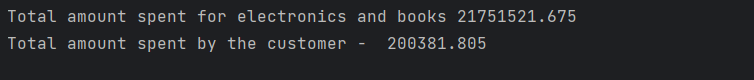 Total amount spent for electronics and books 21751521.675
Total amount spent by the customer -  200381.805